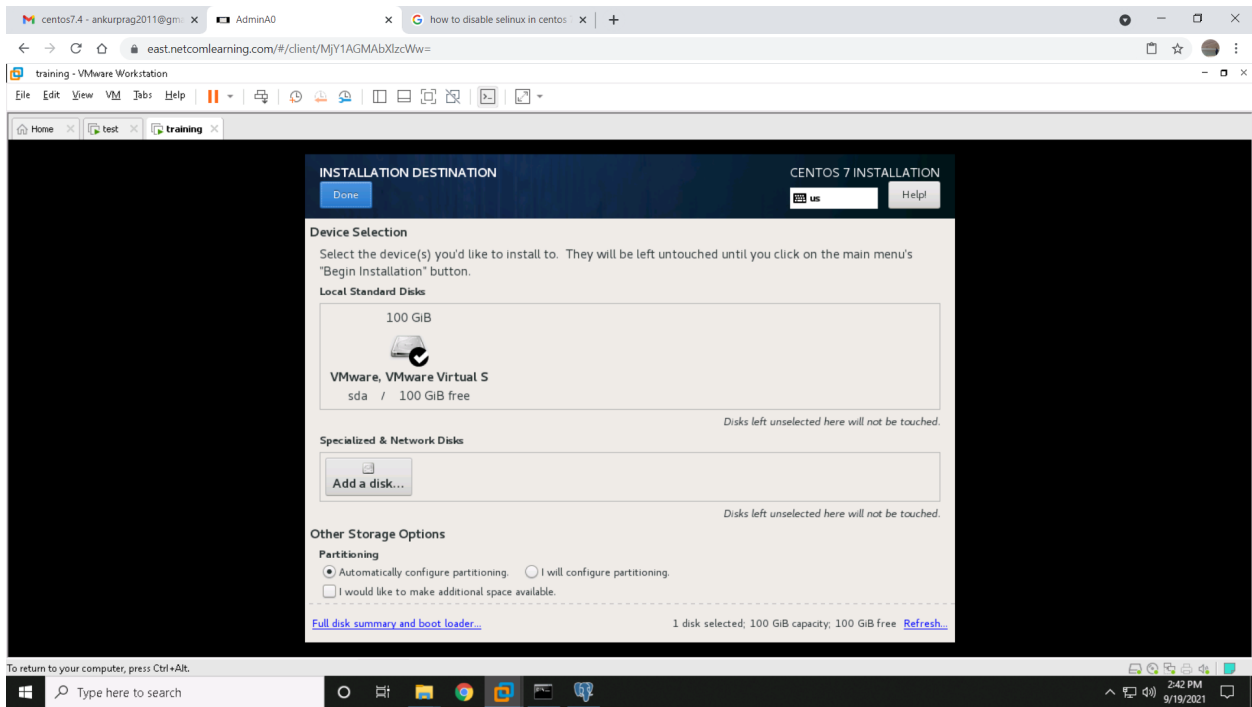 centos7.4 - ankurprag2011@gma
AdminA0
how to disable selinux in centos
east.netcomlearning.com/#/client/MjY1AGMAbXlzcWw=
training - VMware Workstation
File Edit View VM Tabs Help
Home test training
INSTALLATION DESTINATION
CENTOS 7 INSTALLATION
Done
us
Help!
Device Selection
Select the device(s) you'd like to install to. They will be left untouched until you click on the main menu's
"Begin Installation" button.
Local Standard Disks
100 GiB
VMware, VMware Virtual S
sda / 100 GiB free
Disks left unselected here will not be touched.
Specialized & Network Disks
Add a disk...
Disks left unselected here will not be touched.
Other Storage Options
Partitioning
Automatically configure partitioning. I will configure partitioning.
I would like to make additional space available.
Full disk summary and boot loader...
1 disk selected; 100 GiB capacity; 100 GiB free Refresh...
To return to your computer, press Ctrl+Alt.
Type here to search
2:42 PM
9/19/2021